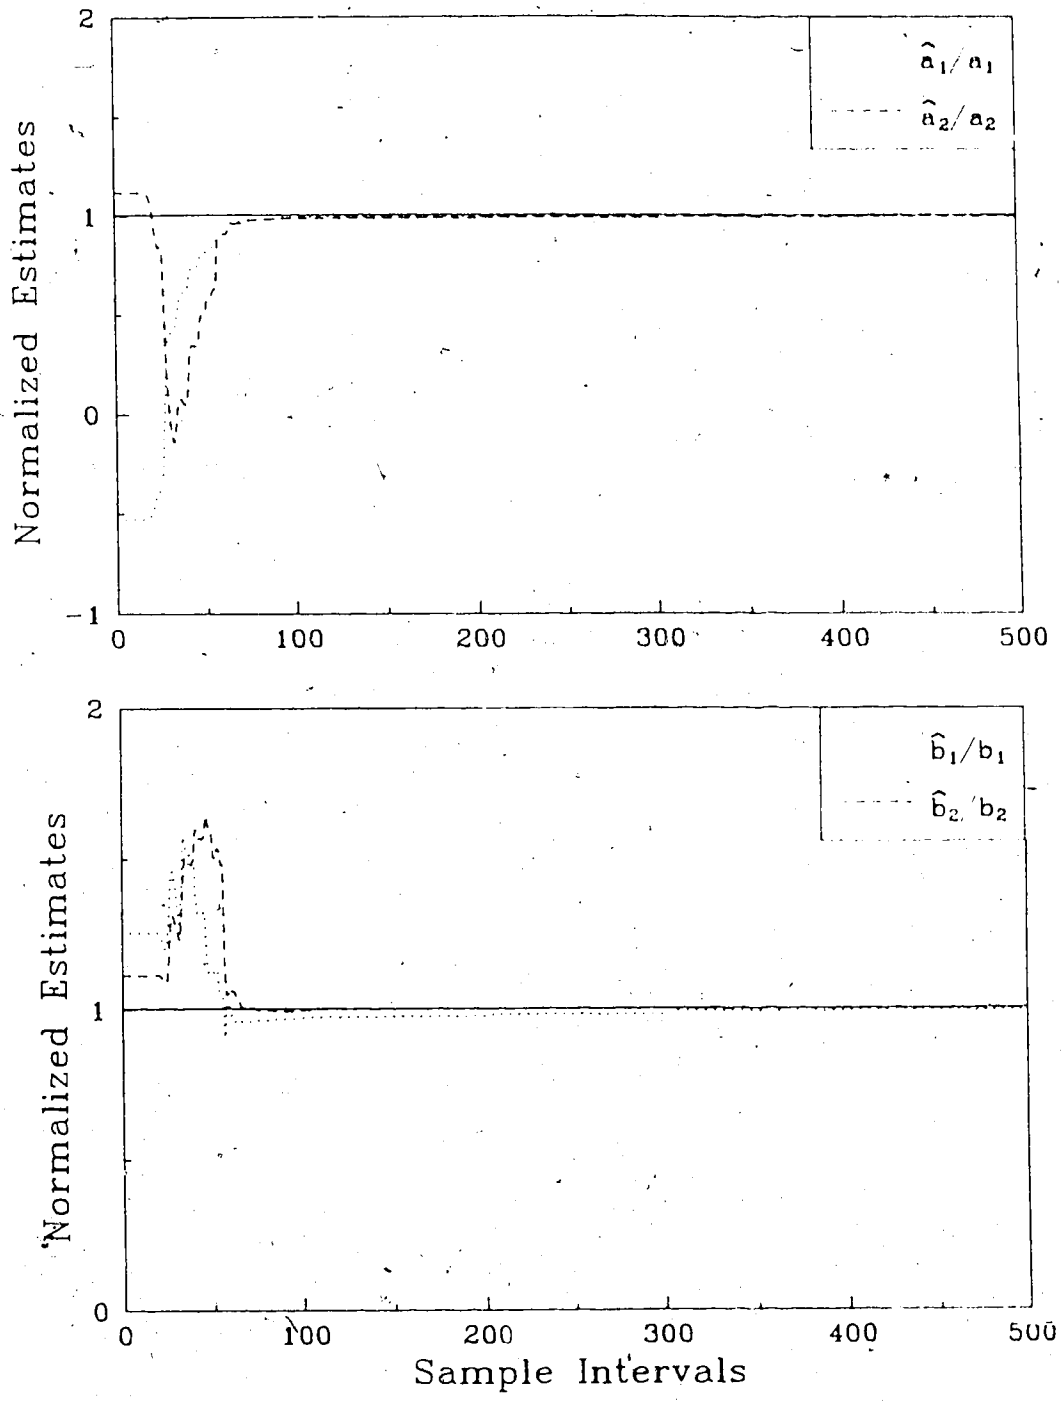 2
1
0
-1
Normalized Estimates
â₁/a₁
â₂/a₂
0 100 200 300 400 500
2
1
0
Normalized Estimates
b̂₁/b₁
b̂₂/b₂
0 100 200 300 400 500
Sample Intervals